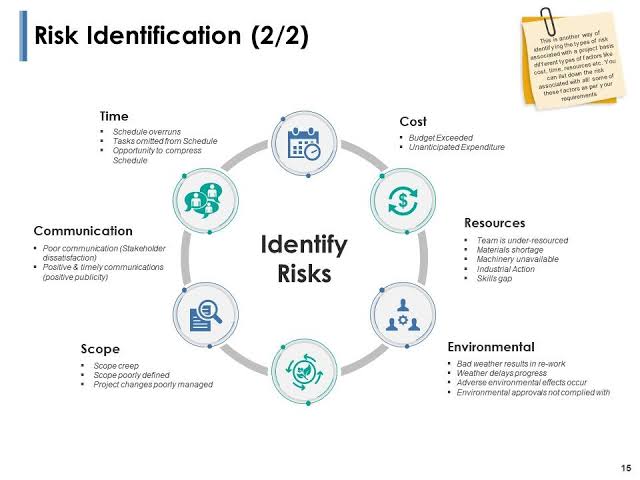 Risk Identification (2/2)
This is another way of
identifying the types of risk
associated with a project basis
different types of factors like
cost, time, resources etc. You
can list down the risk
associated with all/ some of
these factors as per your
requirements
Time
Schedule overruns
Tasks omitted from Schedule
Opportunity to compress
Schedule
Cost
Budget Exceeded
Unanticipated Expenditure
Communication
Poor communication (Stakeholder
dissatisfaction)
Positive & timely communications
(positive publicity)
Identify
Risks
$
Resources
Team is under-resourced
Materials shortage
Machinery unavailable
Industrial Action
Skills gap
Scope
Scope creep
Scope poorly defined
Project changes poorly managed
Environmental
Bad weather results in re-work
Weather delays progress
Adverse environmental effects occur
Environmental approvals not complied with
15